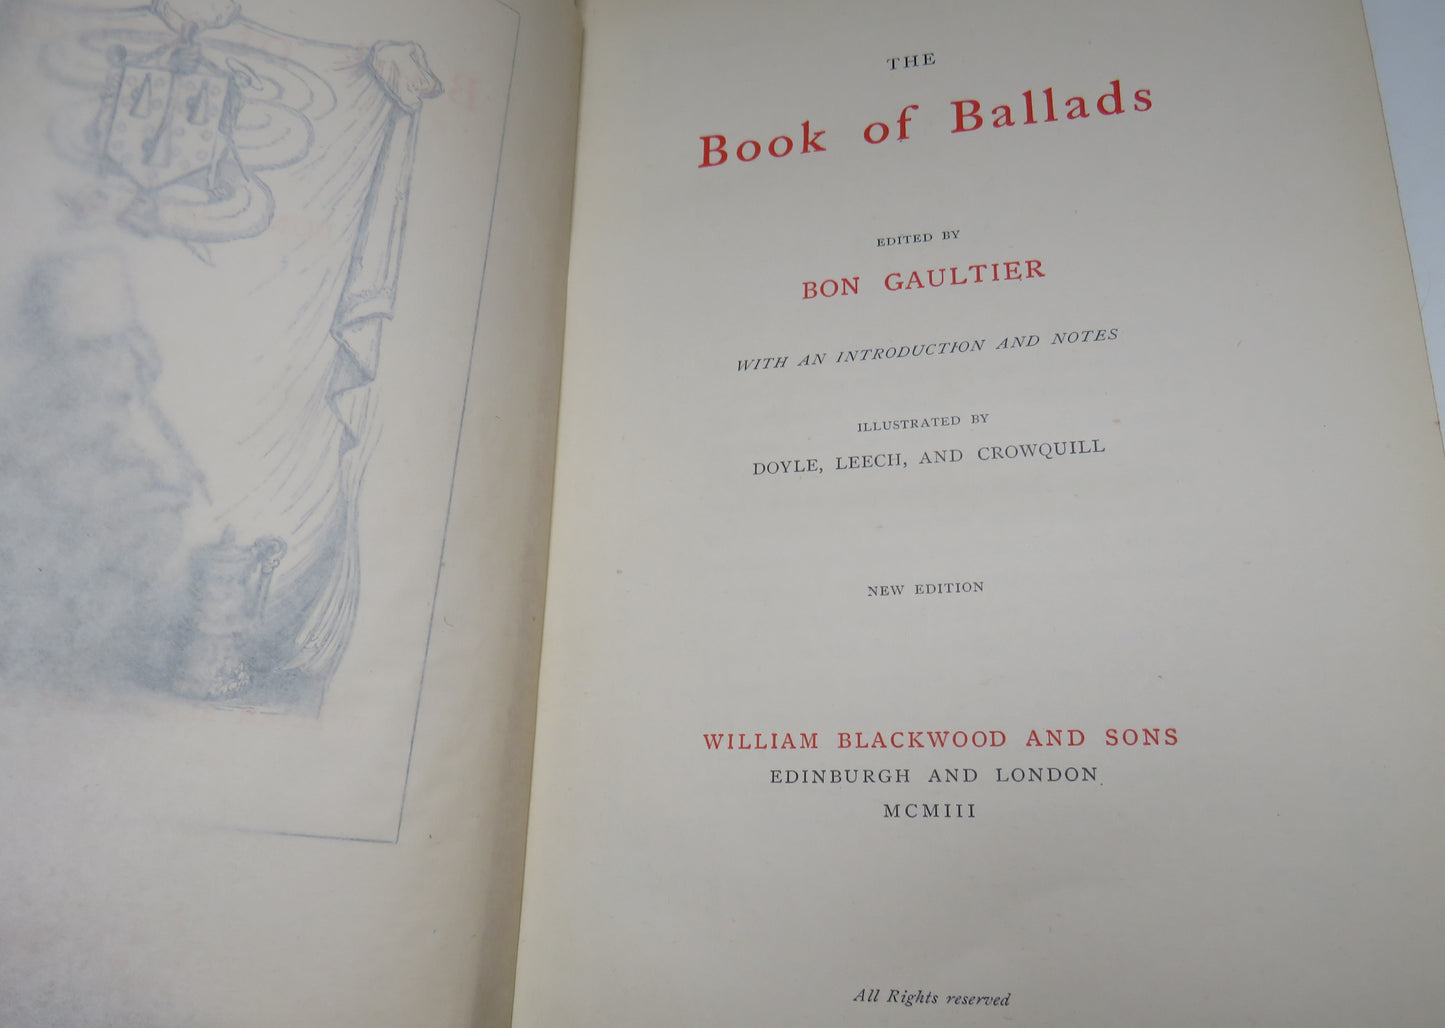 THE
Book of Ballads
EDITED BY
BON GAULTIER
WITH AN INTRODUCTION AND NOTES
ILLUSTRATED BY
DOYLE, LEECH, AND CROWQUILL
NEW EDITION
WILLIAM BLACKWOOD AND SONS
EDINBURGH AND LONDON
MCMIII
All Rights reserved